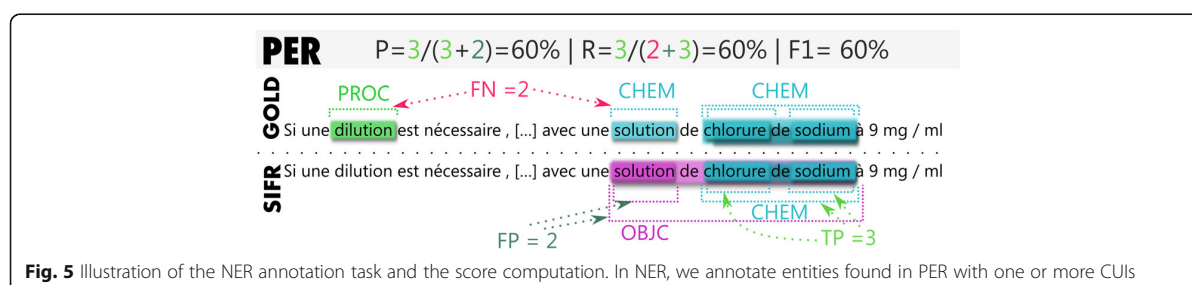 PER P=3/(3+2)=60% | R=3/(2+3)=60% | F1= 60%
PROC FN =2 CHEM CHEM
GOLD Si une dilution est nécessaire , [...] avec une solution de chlorure de sodium à 9 mg / ml
SIFR Si une dilution est nécessaire , [...] avec une solution de chlorure de sodium à 9 mg / ml
CHEM
FP = 2 OBJC TP =3
Fig. 5 Illustration of the NER annotation task and the score computation. In NER, we annotate entities found in PER with one or more CUIs